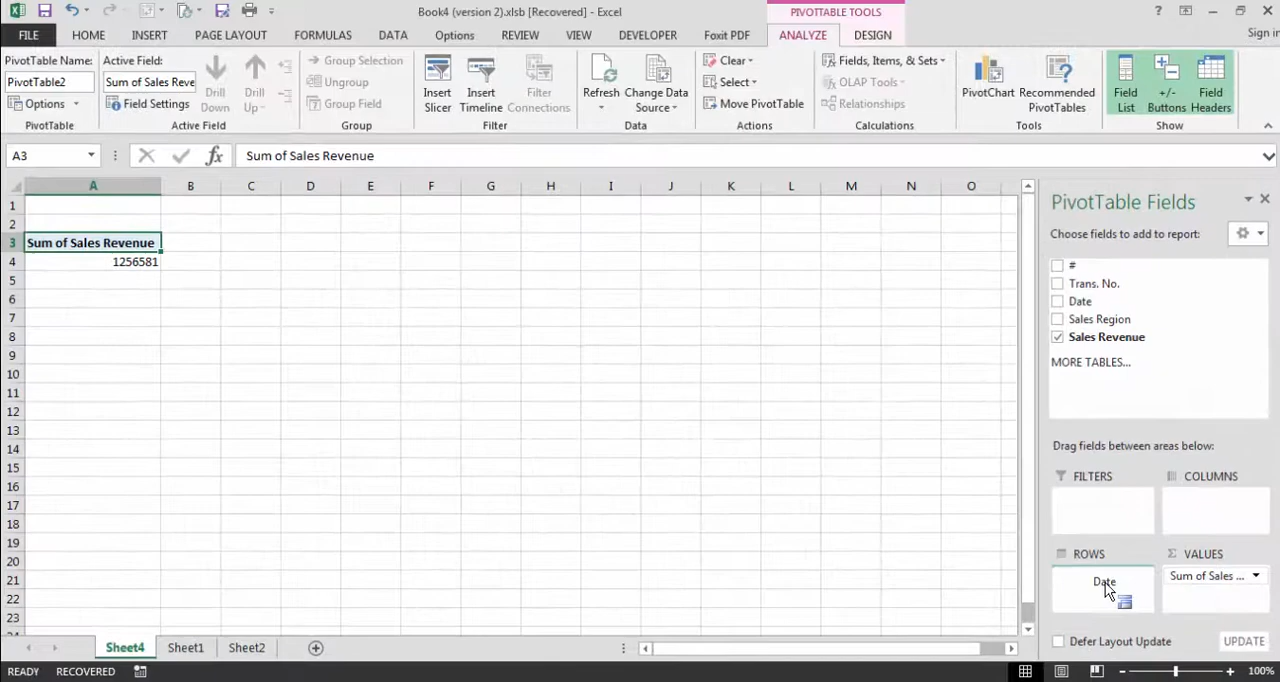 Book4 (version 2).xlsb [Recovered] - Excel
PIVOTTABLE TOOLS
?
Sign in
FILE
HOME
INSERT
PAGE LAYOUT
FORMULAS
DATA
Options
REVIEW
VIEW
DEVELOPER
Foxit PDF
ANALYZE
DESIGN
PivotTable Name:
PivotTable2
Options
PivotTable
Active Field:
Sum of Sales Reve
Field Settings
Drill Down
Drill Up
Active Field
Group Selection
Ungroup
Group Field
Group
Insert Slicer
Insert Timeline
Filter Connections
Filter
Refresh
Change Data Source
Data
Clear
Select
Move PivotTable
Actions
Fields, Items, & Sets
OLAP Tools
Relationships
Calculations
PivotChart
Recommended PivotTables
Tools
Field List
+/- Buttons
Field Headers
Show
A3
fx
Sum of Sales Revenue
A B C D E F G H I J K L M N O
1
2
3 Sum of Sales Revenue
4 1256581
5
6
7
8
9
10
11
12
13
14
15
16
17
18
19
20
21
22
23
PivotTable Fields
Choose fields to add to report:
#
Trans. No.
Date
Sales Region
Sales Revenue
MORE TABLES...
Drag fields between areas below:
FILTERS
COLUMNS
ROWS
VALUES
Date
Sum of Sales ...
Defer Layout Update
UPDATE
Sheet4
Sheet1
Sheet2
READY
RECOVERED
100%